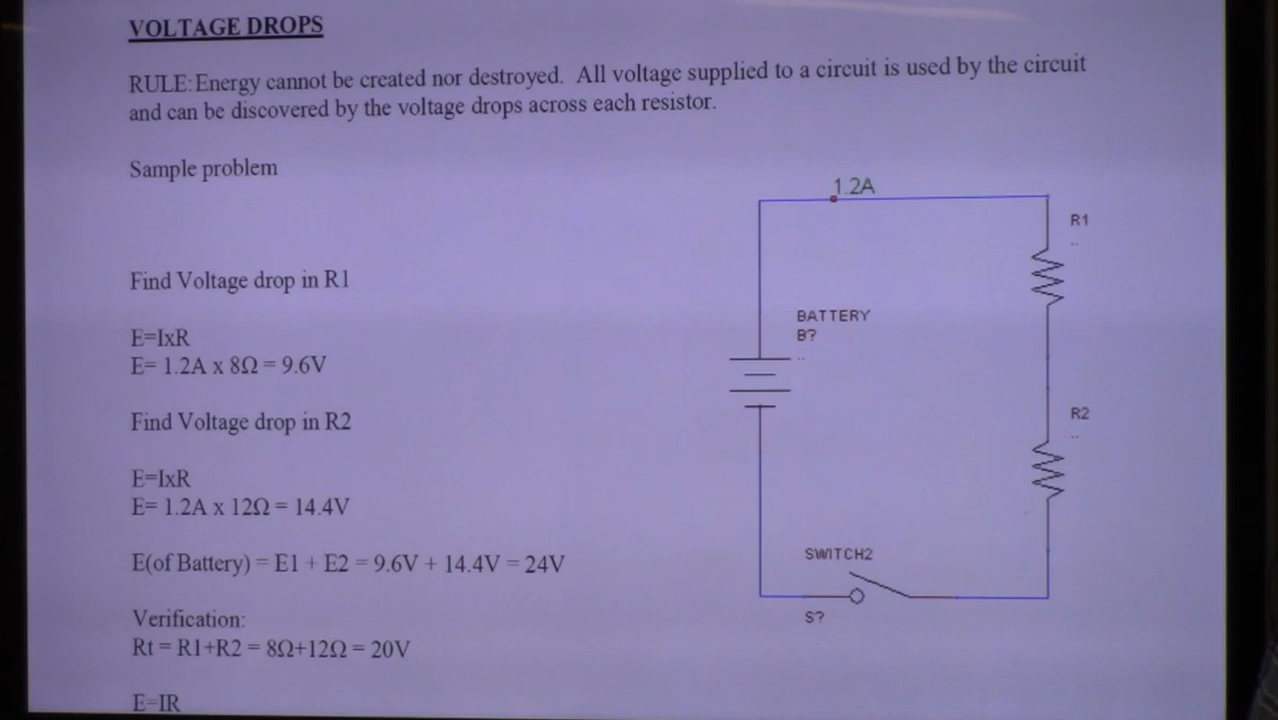 VOLTAGE DROPS
RULE: Energy cannot be created nor destroyed. All voltage supplied to a circuit is used by the circuit
and can be discovered by the voltage drops across each resistor.
Sample problem
1.2A
R1
Find Voltage drop in R1
BATTERY
B?
E=IxR
E= 1.2A x 8Ω = 9.6V
Find Voltage drop in R2
R2
E=IxR
E= 1.2A x 12Ω = 14.4V
E(of Battery) = E1 + E2 = 9.6V + 14.4V = 24V
SWITCH2
S?
Verification:
Rt = R1+R2 = 8Ω+12Ω = 20V
E=IR